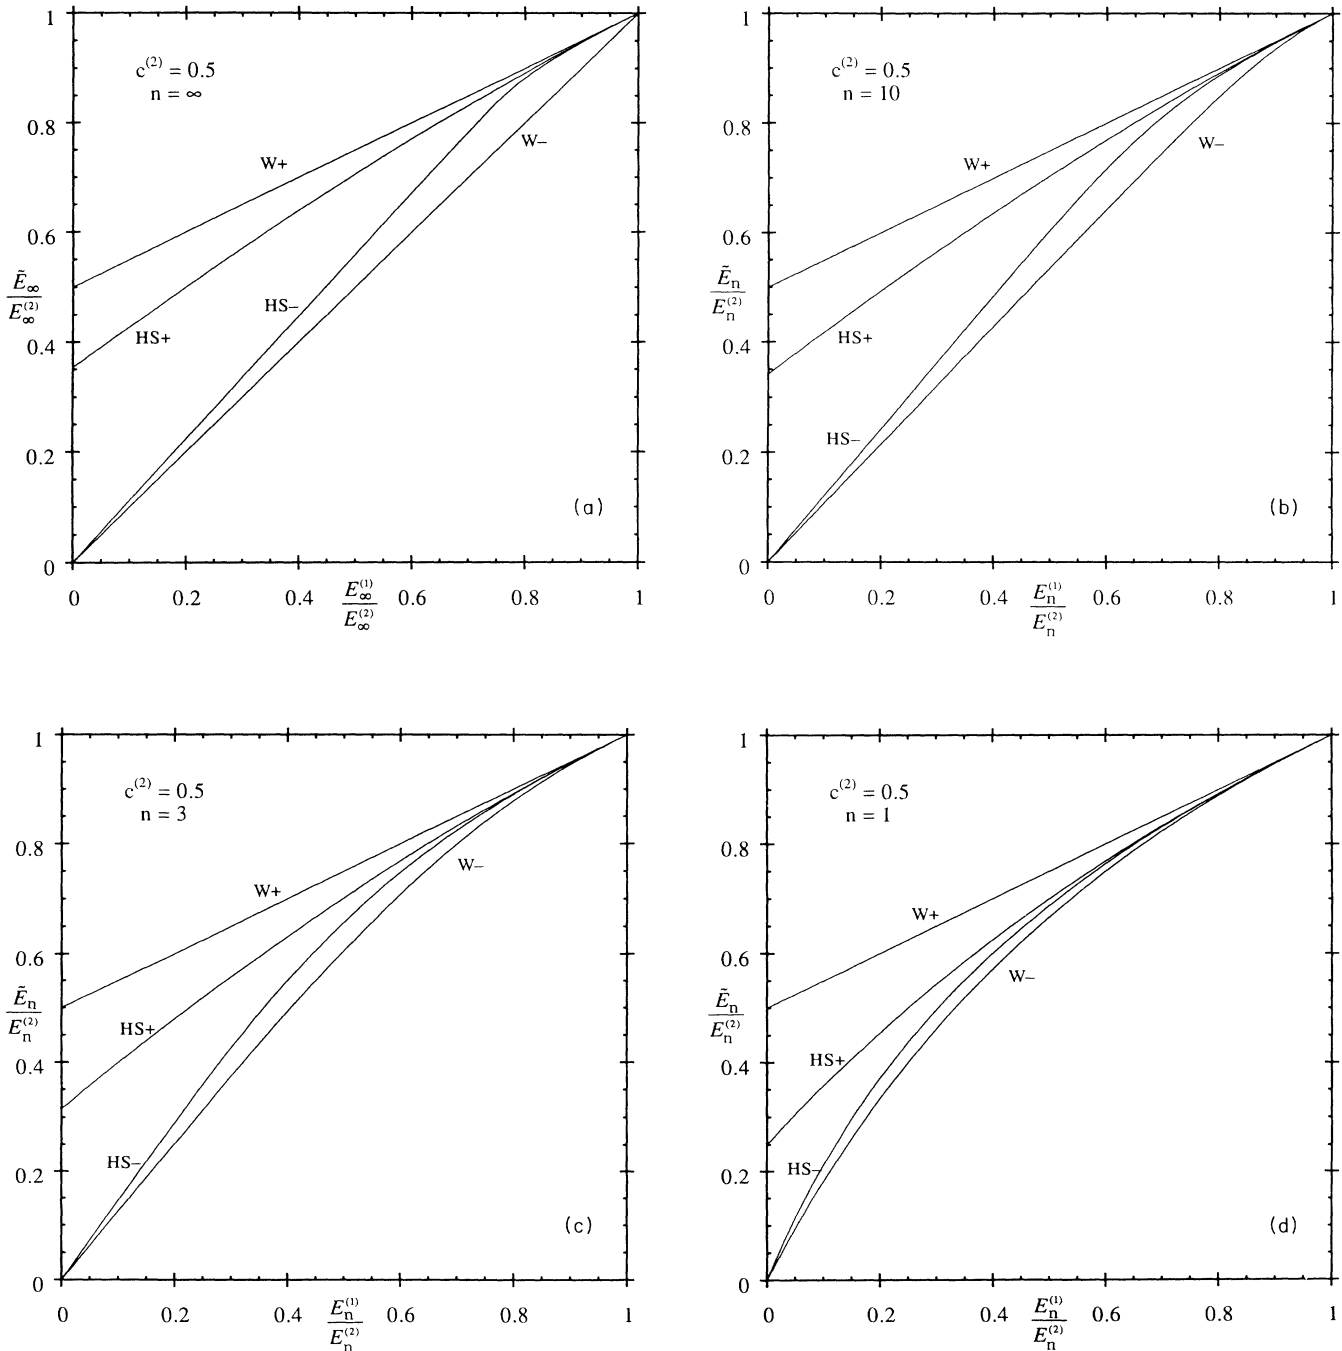 1
c⁽²⁾ = 0.5
n = ∞
0.8
W+
W−
0.6
Ẽ∞
E∞⁽²⁾
HS−
HS+
0.4
0.2
(a)
0
0 0.2 0.4 0.6 0.8 1
E∞⁽¹⁾
E∞⁽²⁾
1
c⁽²⁾ = 0.5
n = 10
0.8
W+
W−
0.6
Ẽn
En⁽²⁾
HS+
0.4
HS−
0.2
(b)
0
0 0.2 0.4 0.6 0.8 1
En⁽¹⁾
En⁽²⁾
1
c⁽²⁾ = 0.5
n = 3
0.8
W−
W+
0.6
Ẽn
En⁽²⁾
HS+
0.4
HS−
0.2
(c)
0
0 0.2 0.4 0.6 0.8 1
En⁽¹⁾
En⁽²⁾
1
c⁽²⁾ = 0.5
n = 1
0.8
W+
0.6
W−
Ẽn
En⁽²⁾
HS+
0.4
HS−
0.2
(d)
0
0 0.2 0.4 0.6 0.8 1
En⁽¹⁾
En⁽²⁾